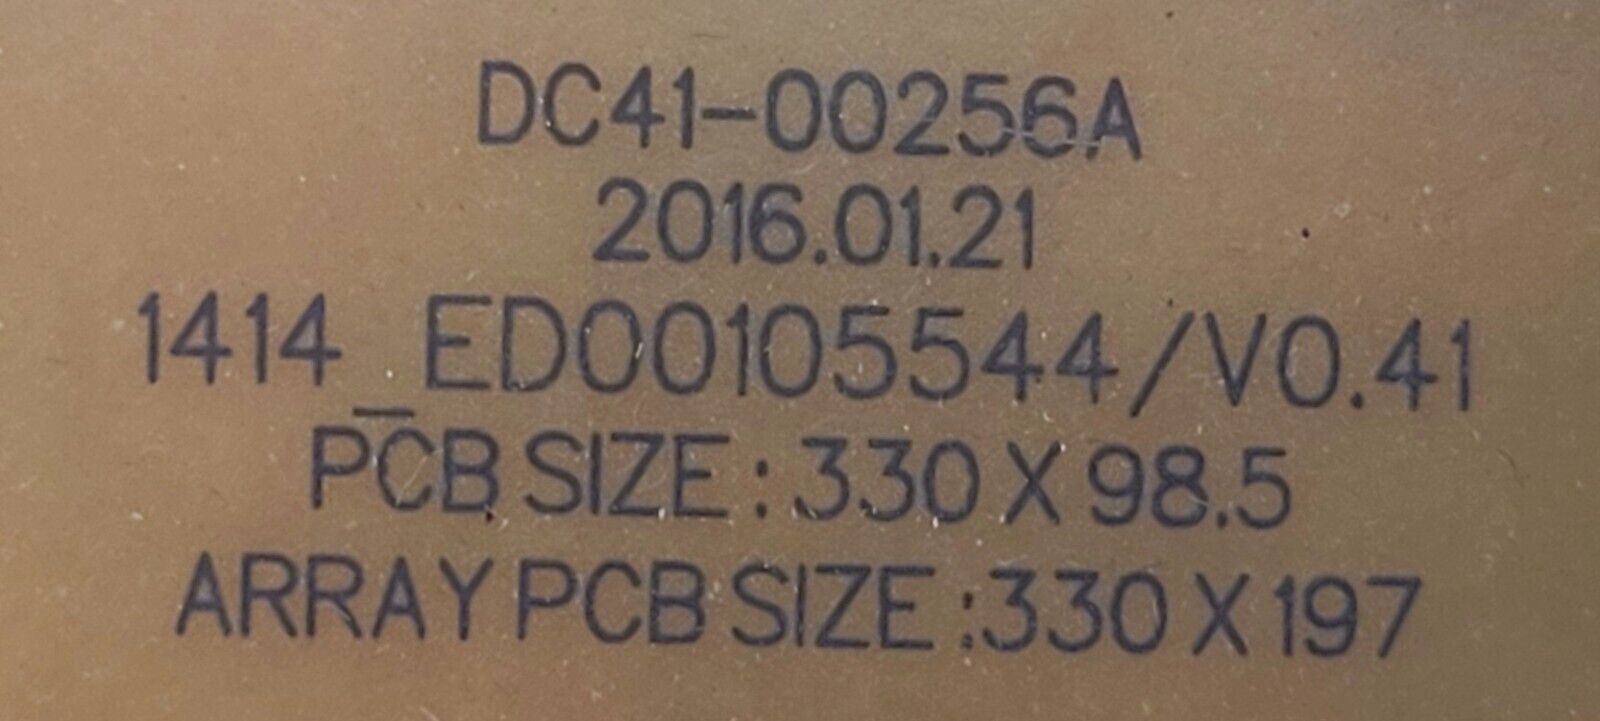 DC41-00256A
2016.01.21
1414_ED00105544/V0.41
PCB SIZE : 330 X 98.5
ARRAY PCB SIZE :330 X 197